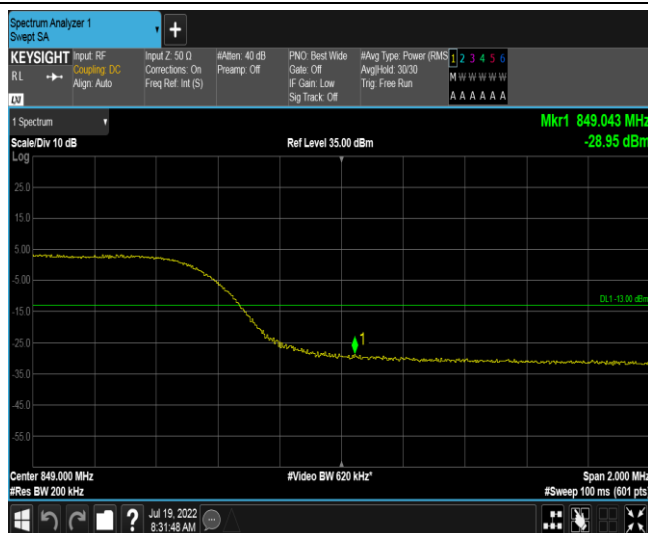 Spectrum Analyzer 1
Swept SA
+
KEYSIGHT
RL
LXI
Input: RF
Coupling: DC
Align: Auto
Input Z: 50 Ω
Corrections: On
Freq Ref: Int (S)
#Atten: 40 dB
Preamp: Off
PNO: Best Wide
Gate: Off
IF Gain: Low
Sig Track: Off
#Avg Type: Power (RMS
Avg|Hold: 30/30
Trig: Free Run
1 2 3 4 5 6
M W W W W W
A A A A A A
1 Spectrum
Mkr1 849.043 MHz
Scale/Div 10 dB
Ref Level 35.00 dBm
-28.95 dBm
Log
25.0
15.0
5.00
-5.00
DL1 -13.00 dBm
-15.0
1
-25.0
-35.0
-45.0
-55.0
Center 849.000 MHz
#Video BW 620 kHz*
Span 2.000 MHz
#Res BW 200 kHz
#Sweep 100 ms (601 pts)
?
Jul 19, 2022
8:31:48 AM